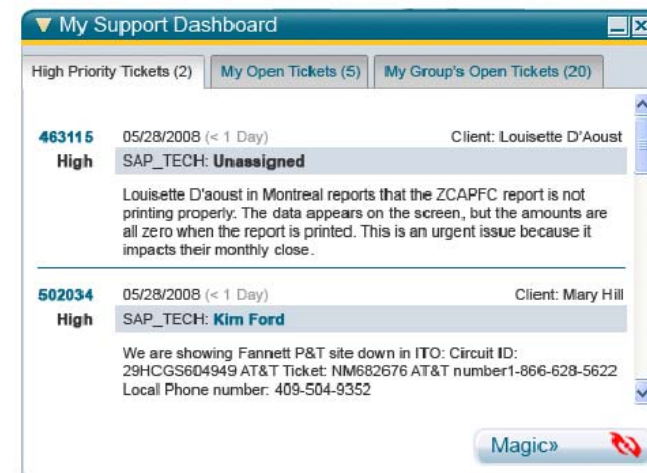 My Support Dashboard
High Priority Tickets (2) My Open Tickets (5) My Group's Open Tickets (20)
463115 05/28/2008 (< 1 Day) Client: Louisette D'Aoust
High SAP_TECH: Unassigned
Louisette D'aoust in Montreal reports that the ZCAPFC report is not
printing properly. The data appears on the screen, but the amounts are
all zero when the report is printed. This is an urgent issue because it
impacts their monthly close.
502034 05/28/2008 (< 1 Day) Client: Mary Hill
High SAP_TECH: Kim Ford
We are showing Fannett P&T site down in ITO: Circuit ID:
29HCGS604949 AT&T Ticket: NM682676 AT&T number1-866-628-5622
Local Phone number: 409-504-9352
Magic»